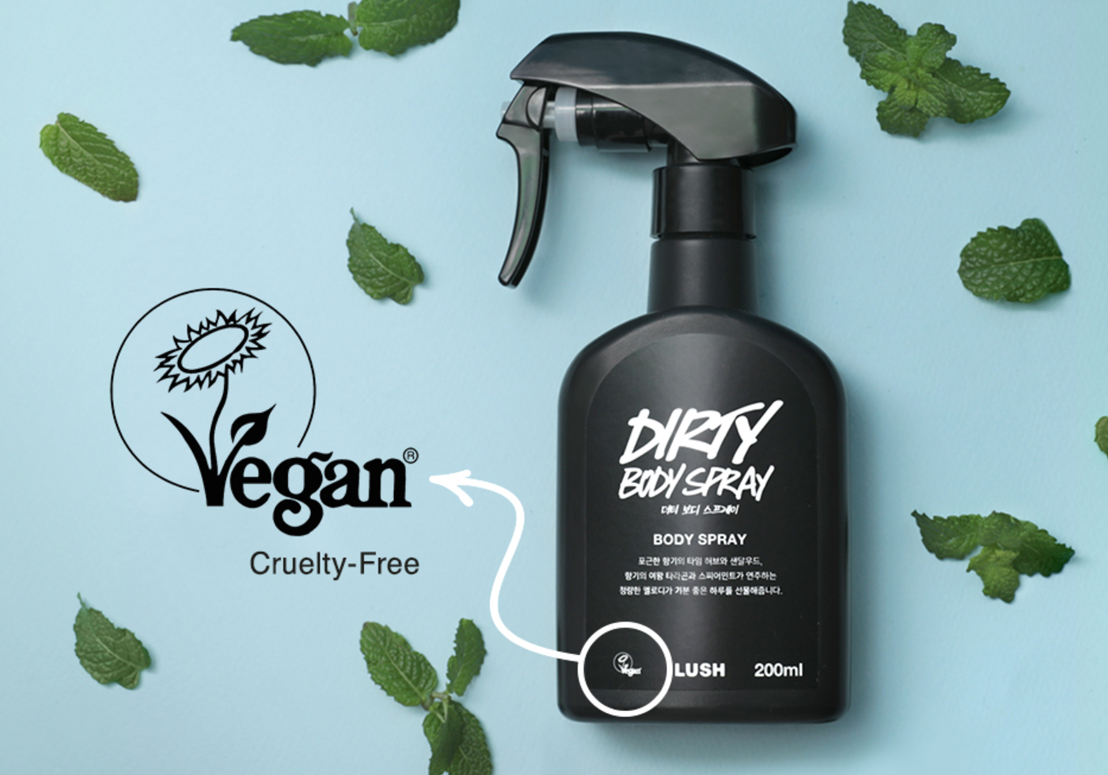 Vegan®
Cruelty-Free
DIRTY
BODY SPRAY
더티 보디 스프레이
BODY SPRAY
포근한 향기의 타임 허브와 샌달우드,
향기의 여왕 타라곤과 스피어민트가 연주하는
청량한 멜로디가 기분 좋은 하루를 선물해줍니다.
Vegan
LUSH
200ml